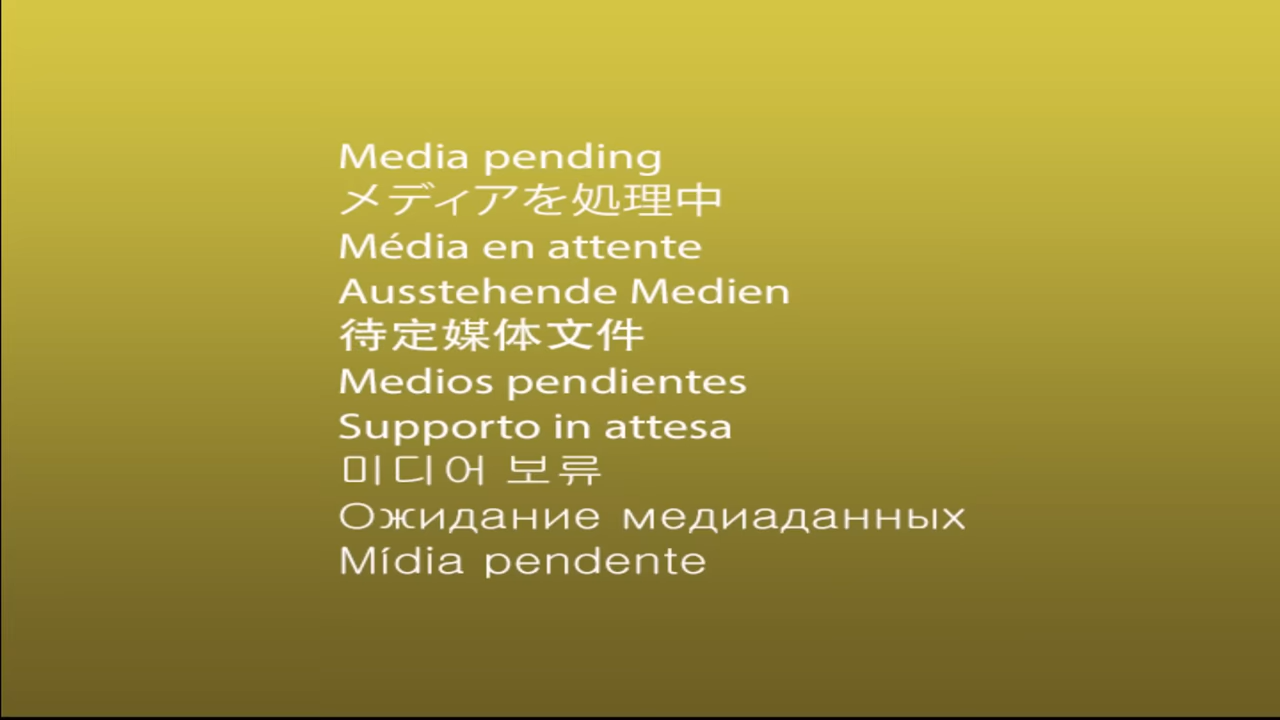 Media pending
メディアを処理中
Média en attente
Ausstehende Medien
待定媒体文件
Medios pendientes
Supporto in attesa
미디어 보류
Ожидание медиаданных
Mídia pendente